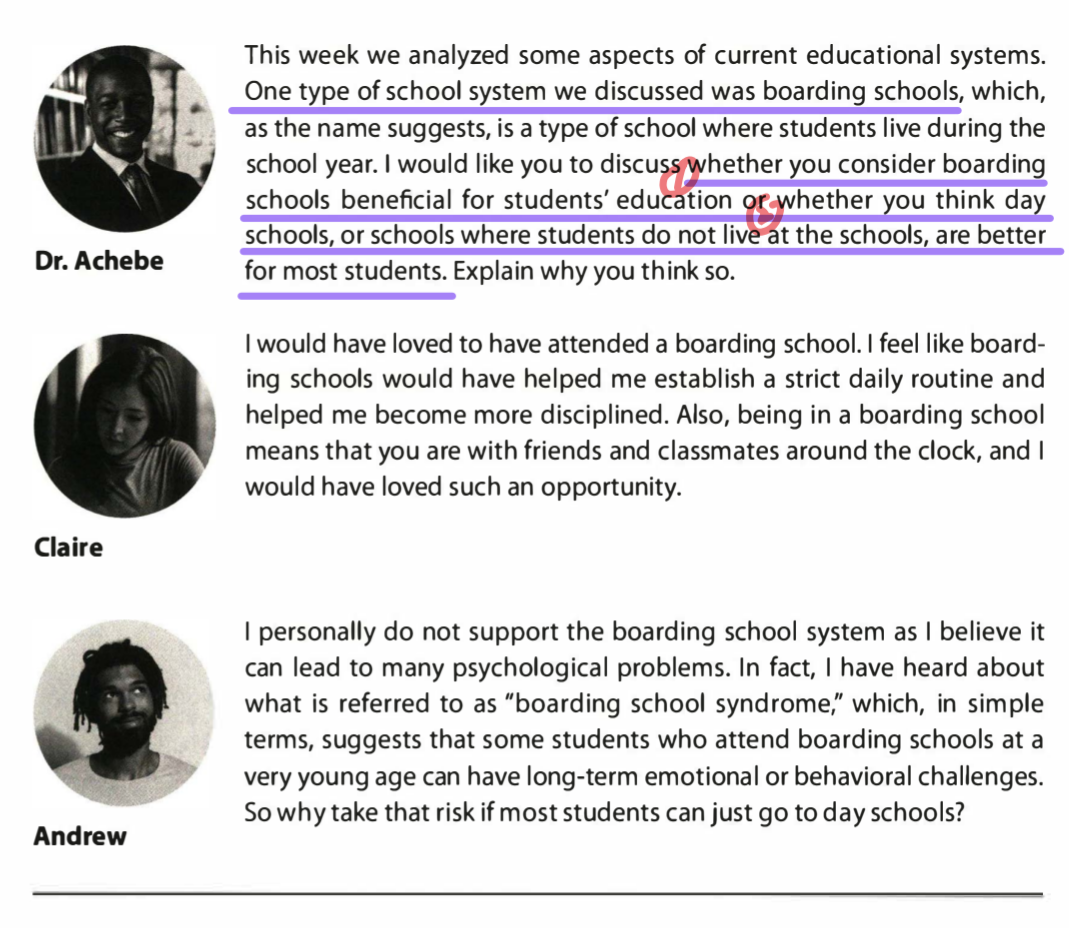 This week we analyzed some aspects of current educational systems.
One type of school system we discussed was boarding schools, which,
as the name suggests, is a type of school where students live during the
school year. I would like you to discuss whether you consider boarding
schools beneficial for students' education or whether you think day
schools, or schools where students do not live at the schools, are better
for most students. Explain why you think so.
Dr. Achebe
I would have loved to have attended a boarding school. I feel like board-
ing schools would have helped me establish a strict daily routine and
helped me become more disciplined. Also, being in a boarding school
means that you are with friends and classmates around the clock, and I
would have loved such an opportunity.
Claire
I personally do not support the boarding school system as I believe it
can lead to many psychological problems. In fact, I have heard about
what is referred to as "boarding school syndrome," which, in simple
terms, suggests that some students who attend boarding schools at a
very young age can have long-term emotional or behavioral challenges.
So why take that risk if most students can just go to day schools?
Andrew